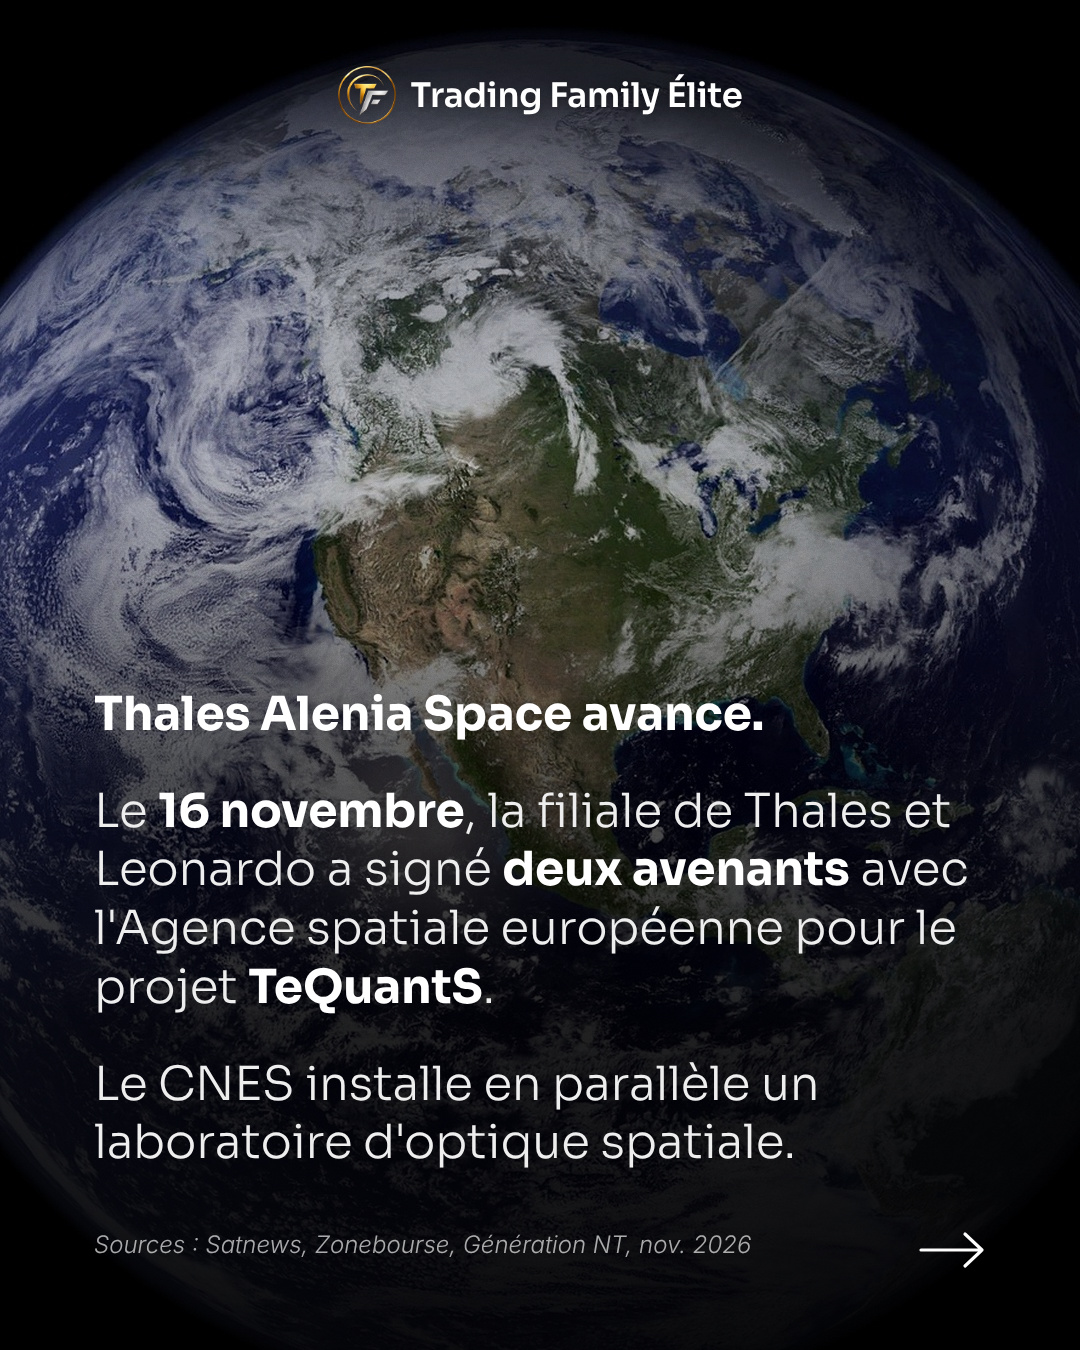 TF
Trading Family Élite
Thales Alenia Space avance.
Le 16 novembre, la filiale de Thales et
Leonardo a signé deux avenants avec
l'Agence spatiale européenne pour le
projet TeQuantS.
Le CNES installe en parallèle un
laboratoire d'optique spatiale.
Sources : Satnews, Zonebourse, Génération NT, nov. 2026